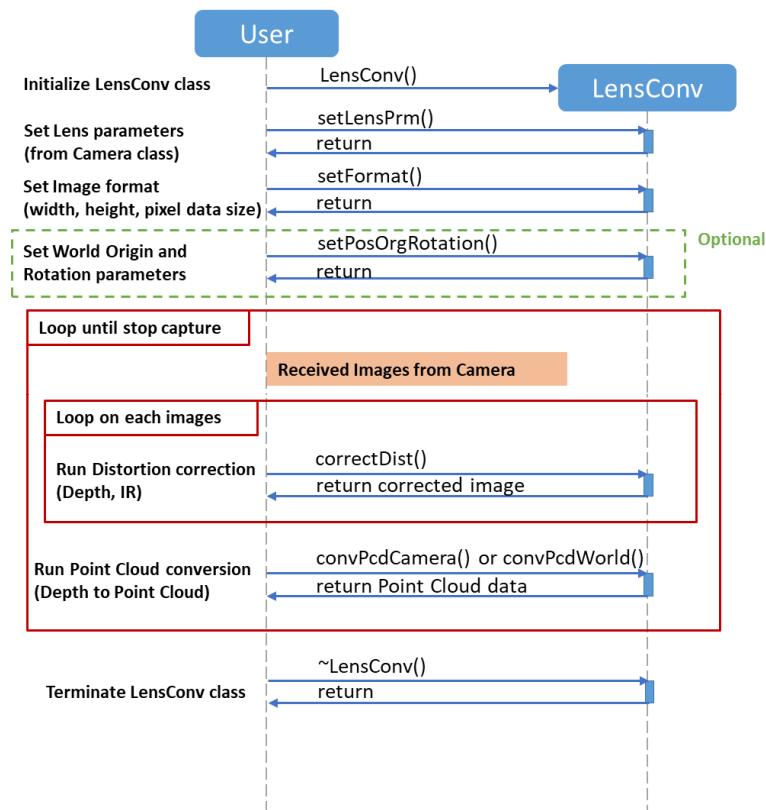 User
LensConv
Initialize LensConv class
LensConv()
Set Lens parameters
(from Camera class)
setLensPrm()
return
Set Image format
(width, height, pixel data size)
setFormat()
return
Optional
Set World Origin and
Rotation parameters
setPosOrgRotation()
return
Loop until stop capture
Received Images from Camera
Loop on each images
Run Distortion correction
(Depth, IR)
correctDist()
return corrected image
Run Point Cloud conversion
(Depth to Point Cloud)
convPcdCamera() or convPcdWorld()
return Point Cloud data
Terminate LensConv class
~LensConv()
return